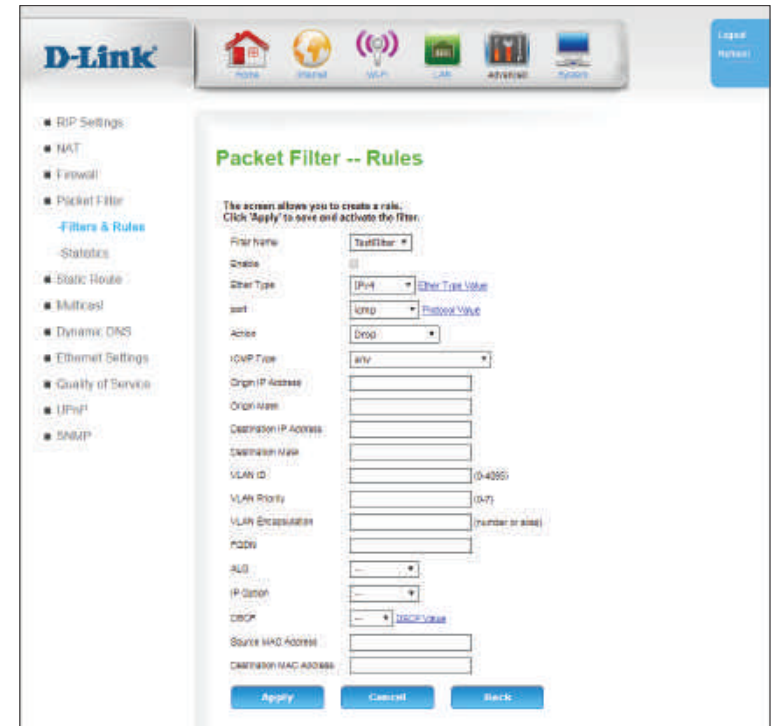 D-Link
Home
Internet
Wi-Fi
LAN
Advanced
System
Logout
Refresh
RIP Settings
NAT
Firewall
Packet Filter
-Filters & Rules
-Statistics
Static Route
Multicast
Dynamic DNS
Ethernet Settings
Quality of Service
UPnP
SNMP
Packet Filter -- Rules
The screen allows you to create a rule.
Click 'Apply' to save and activate the filter.
Filter Name TestFilter
Enable
Ether Type IPv4 Ether Type Value
port icmp Protocol Value
Action Drop
ICMP Type any
Origin IP Address
Origin Mask
Destination IP Address
Destination Mask
VLAN ID (0-4095)
VLAN Priority (0-7)
VLAN Encapsulation (number or alias)
FQDN
ALG --
IP Option --
DSCP -- DSCP Value
Source MAC Address
Destination MAC Address
Apply Cancel Back